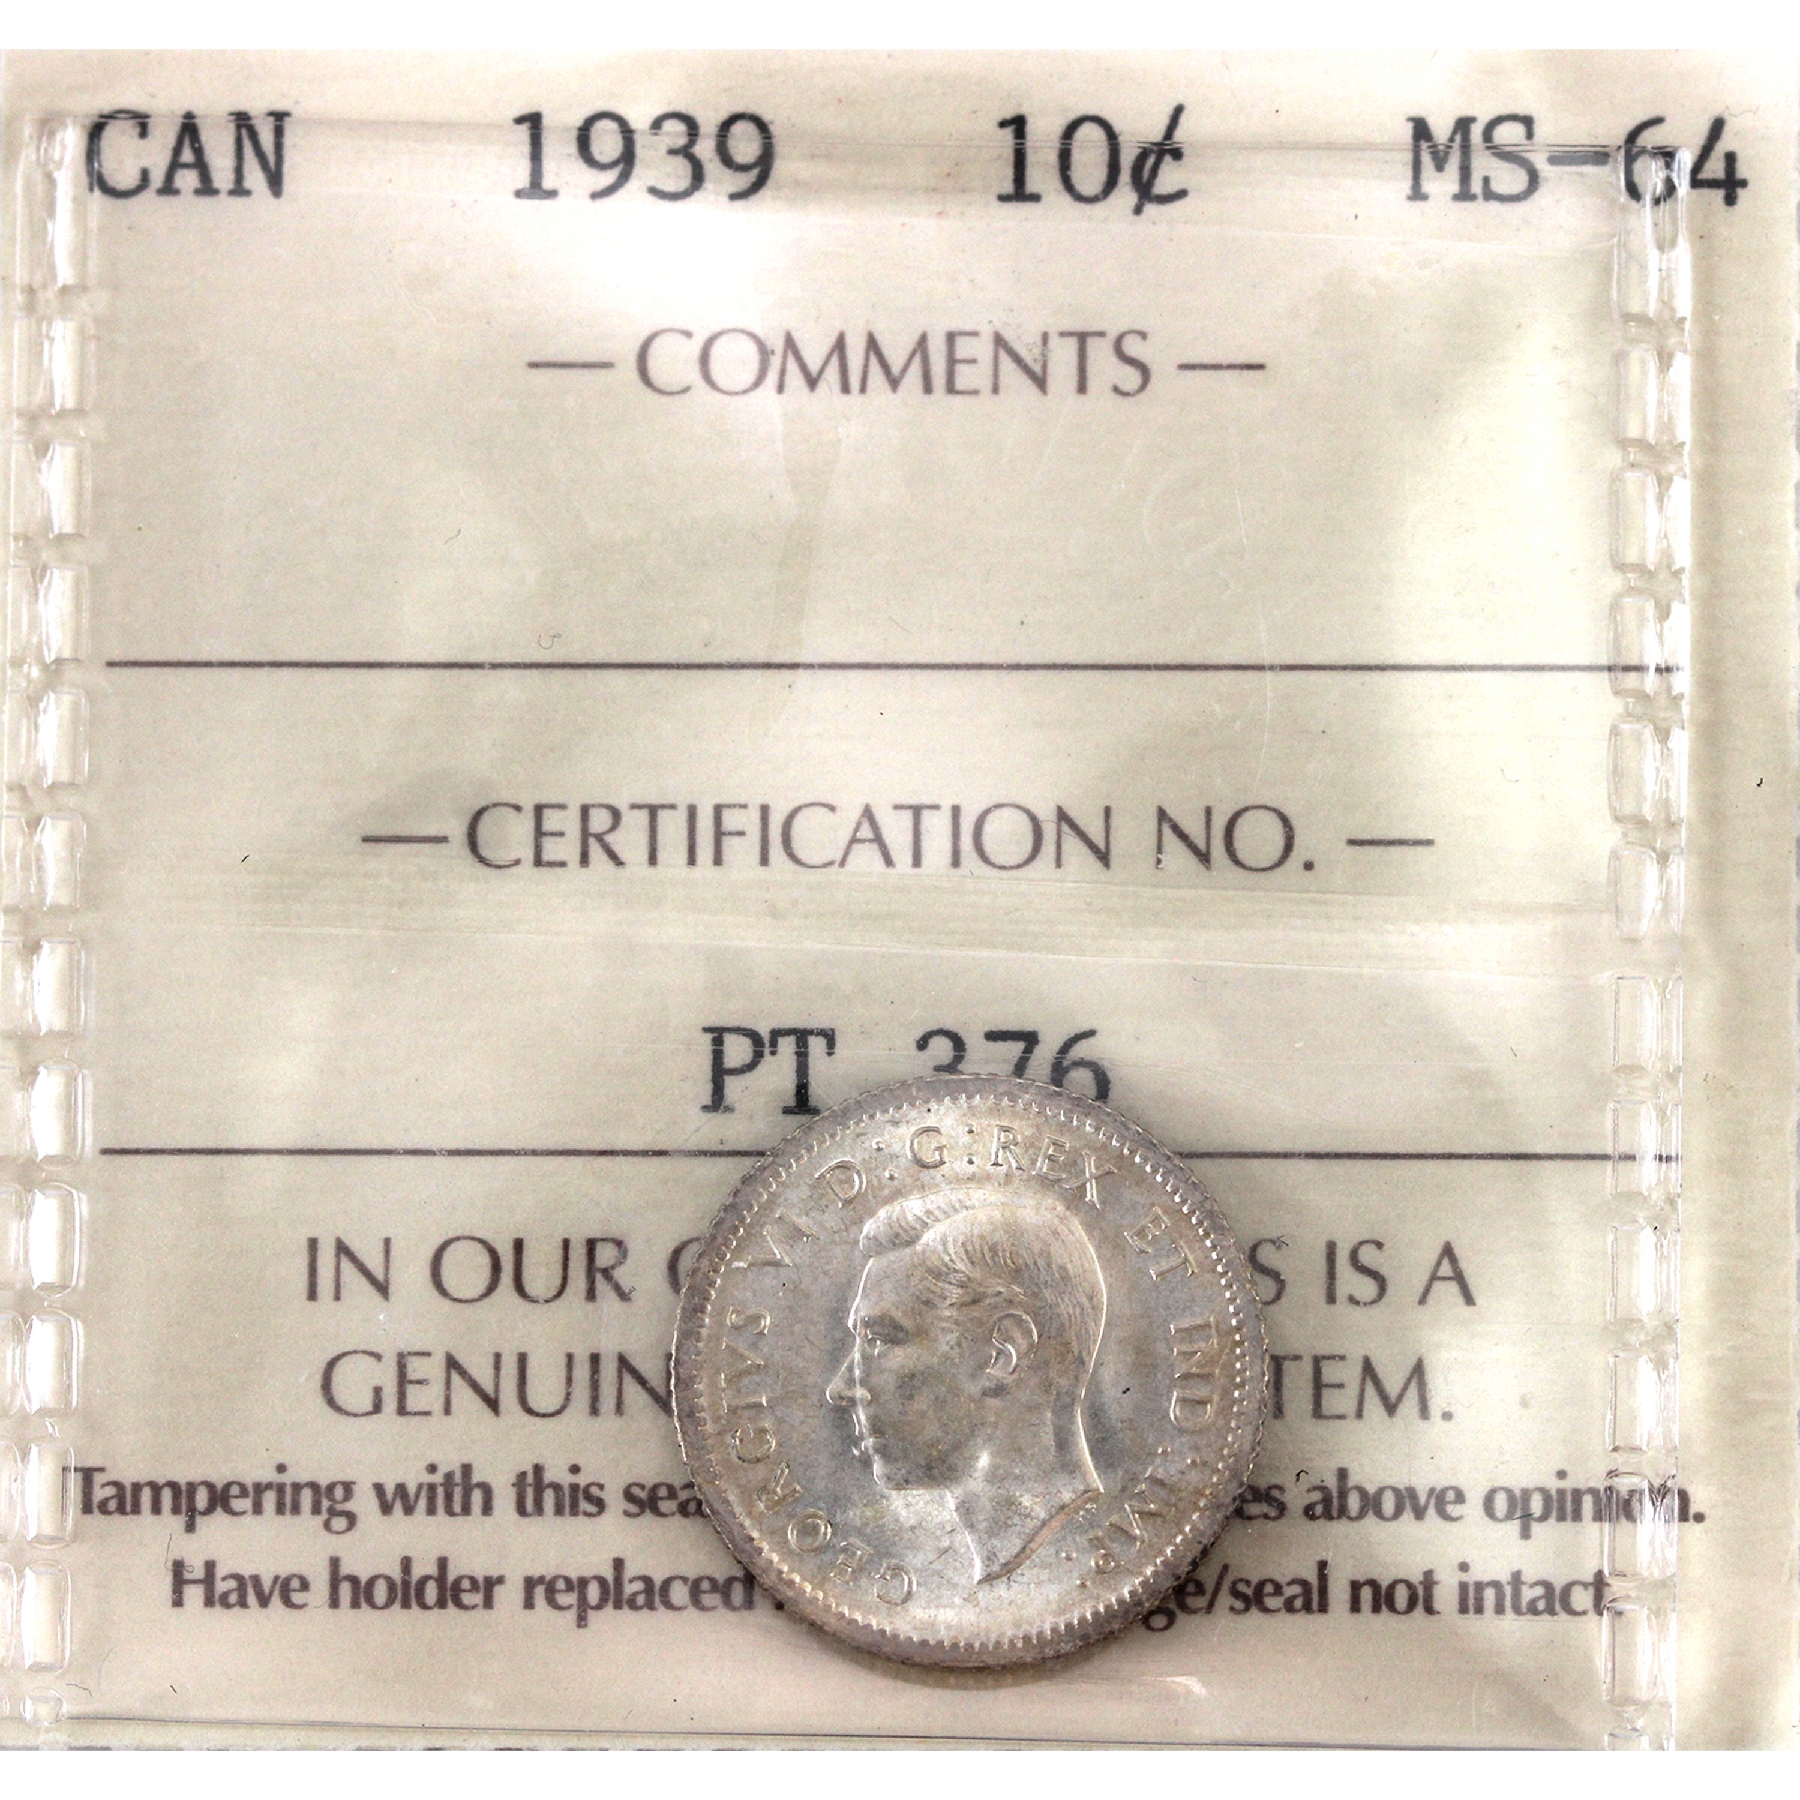 CAN 1939 10¢ MS-64
— COMMENTS —
— CERTIFICATION NO. —
PT 376
IN OUR S IS A
GENUIN TEM.
Tampering with this sea es above opinion.
Have holder replaced ge/seal not intact.
GEORGIVS VI D:G:REX ET IND:IMP: